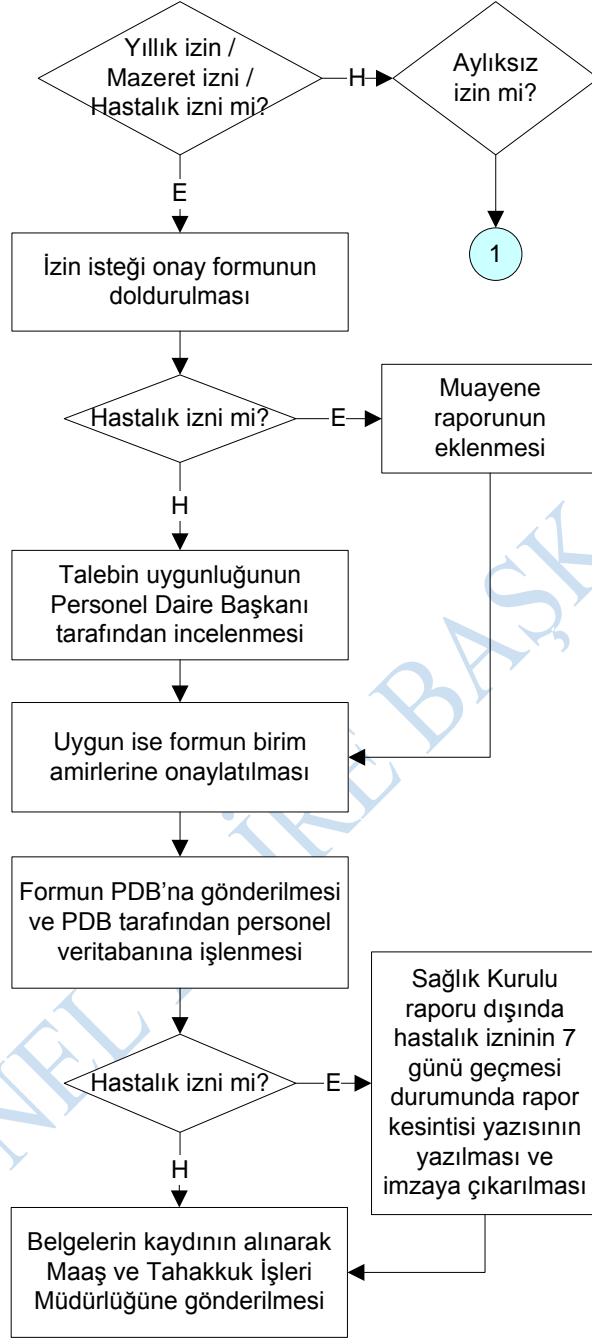 Yıllık izin /
Mazeret izni /
Hastalık izni mi?
H
Aylıksız
izin mi?
E
1
İzin isteği onay formunun
doldurulması
Hastalık izni mi?
E
Muayene
raporunun
eklenmesi
H
Talebin uygunluğunun
Personel Daire Başkanı
tarafından incelenmesi
Uygun ise formun birim
amirlerine onaylatılması
Formun PDB’na gönderilmesi
ve PDB tarafından personel
veritabanına işlenmesi
Hastalık izni mi?
E
Sağlık Kurulu
raporu dışında
hastalık izninin 7
günü geçmesi
durumunda rapor
kesintisi yazısının
yazılması ve
imzaya çıkarılması
H
Belgelerin kaydının alınarak
Maaş ve Tahakkuk İşleri
Müdürlüğüne gönderilmesi